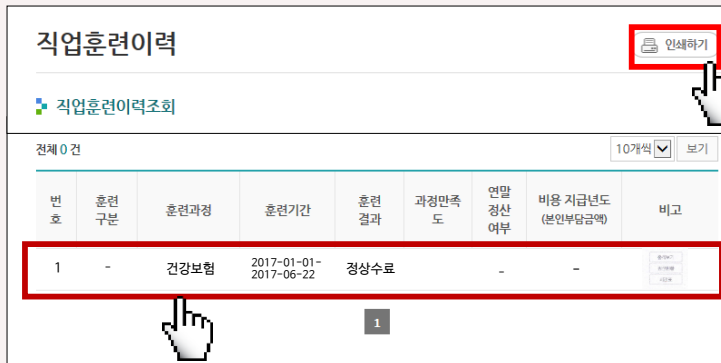 직업훈련이력
인쇄하기
직업훈련이력조회
전체 0 건
10개씩 보기
번호 훈련구분 훈련과정 훈련기간 훈련결과 과정만족도 연말정산여부 비용 지급년도 (본인부담금액) 비고
1 - 건강보험 2017-01-01-2017-06-22 정상수료 - -
1